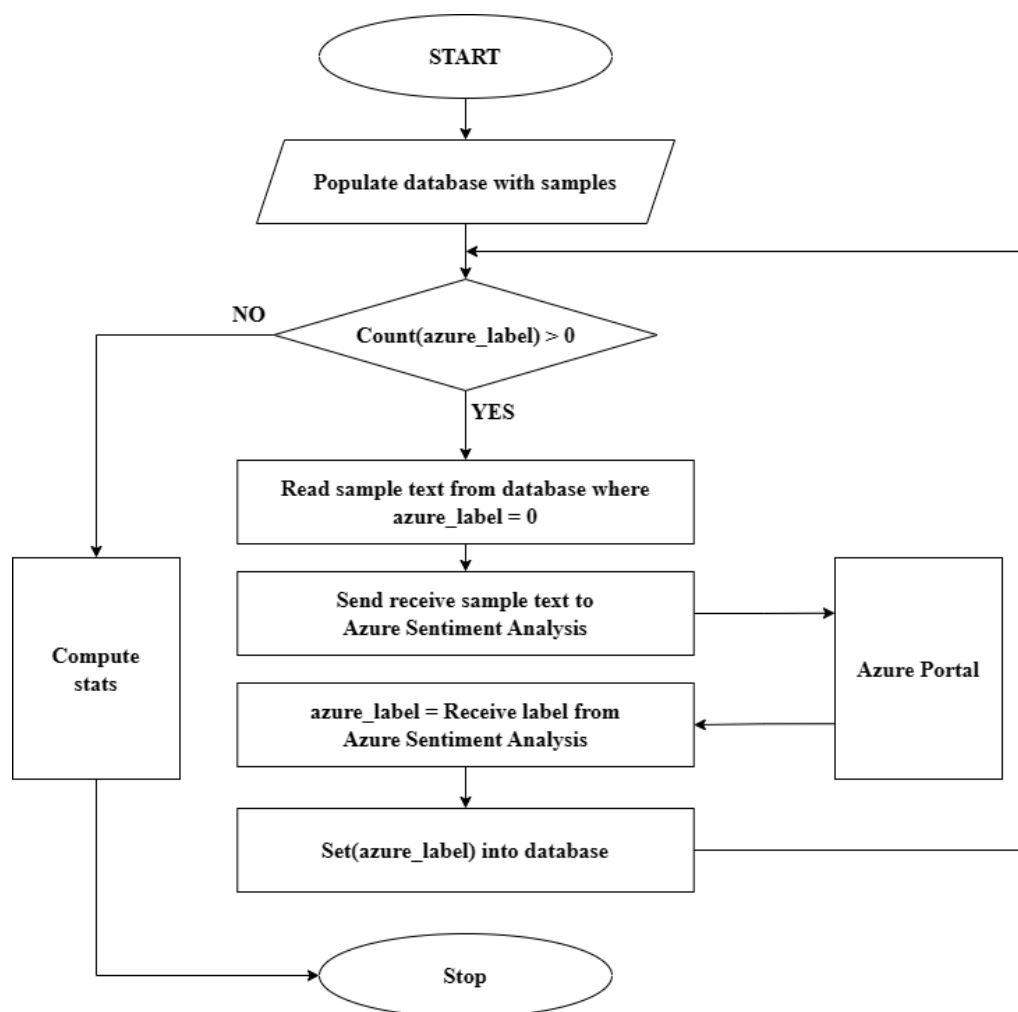 START
Populate database with samples
NO
Count(azure_label) > 0
YES
Read sample text from database where
azure_label = 0
Send receive sample text to
Azure Sentiment Analysis
Compute
stats
Azure Portal
azure_label = Receive label from
Azure Sentiment Analysis
Set(azure_label) into database
Stop